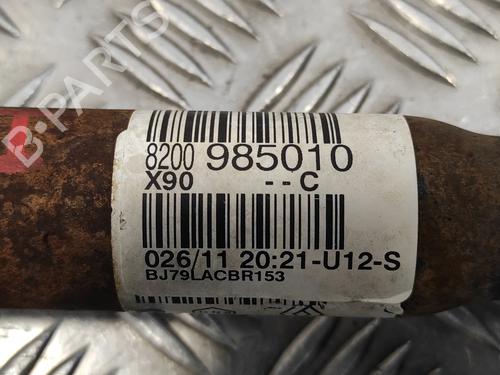 B-PARTS
8200 985010
X90 - - C
026/11 20:21-U12-S
BJ79LACBR153